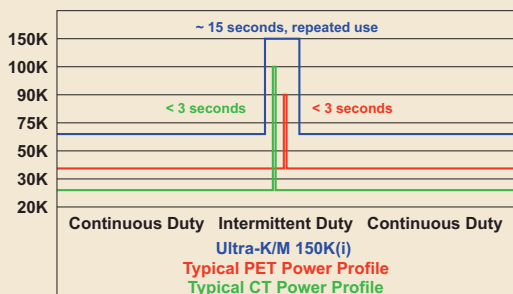 ~ 15 seconds, repeated use
150K
100K
90K
< 3 seconds
< 3 seconds
75K
50K
30K
20K
Continuous Duty Intermittent Duty Continuous Duty
Ultra-K/M 150K(i)
Typical PET Power Profile
Typical CT Power Profile